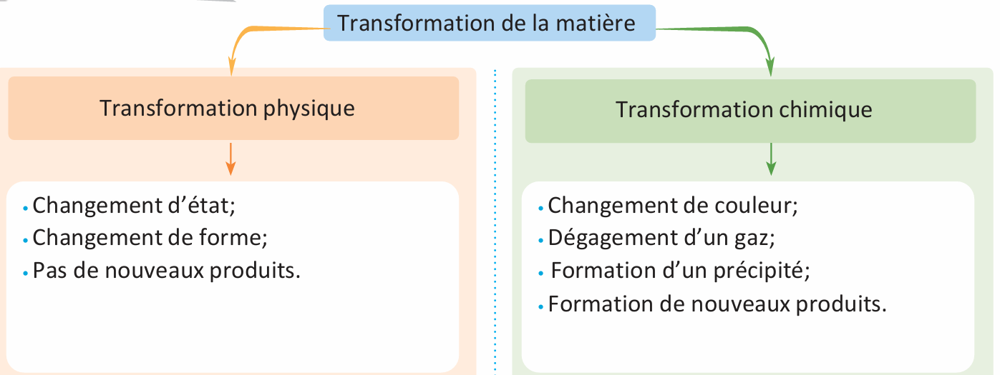 Transformation de la matière
Transformation physique
• Changement d’état;
• Changement de forme;
• Pas de nouveaux produits.
Transformation chimique
• Changement de couleur;
• Dégagement d’un gaz;
• Formation d’un précipité;
• Formation de nouveaux produits.